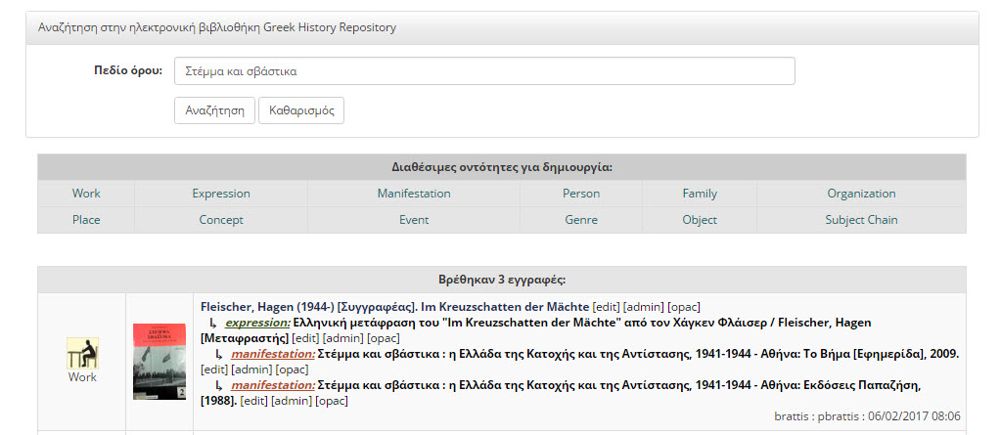 Αναζήτηση στην ηλεκτρονική βιβλιοθήκη Greek History Repository
Πεδίο όρου: Στέμμα και σβάστικα
Αναζήτηση Καθαρισμός
Διαθέσιμες οντότητες για δημιουργία:
Work Expression Manifestation Person Family Organization
Place Concept Event Genre Object Subject Chain
Βρέθηκαν 3 εγγραφές:
Fleischer, Hagen (1944-) [Συγγραφέας]. Im Kreuzschatten der Mächte [edit] [admin] [opac]
↳ expression: Ελληνική μετάφραση του "Im Kreuzschatten der Mächte" από τον Χάγκεν Φλάισερ / Fleischer, Hagen
[Μεταφραστής] [edit] [admin] [opac]
↳ manifestation: Στέμμα και σβάστικα : η Ελλάδα της Κατοχής και της Αντίστασης, 1941-1944 - Αθήνα: Το Βήμα [Εφημερίδα], 2009.
[edit] [admin] [opac]
↳ manifestation: Στέμμα και σβάστικα : η Ελλάδα της Κατοχής και της Αντίστασης, 1941-1944 - Αθήνα: Εκδόσεις Παπαζήση,
[1988]. [edit] [admin] [opac]
Work
ΣΤΕΜΜΑ
ΣΒΑΣΤΙΚΑ
2
brattis : pbrattis : 06/02/2017 08:06